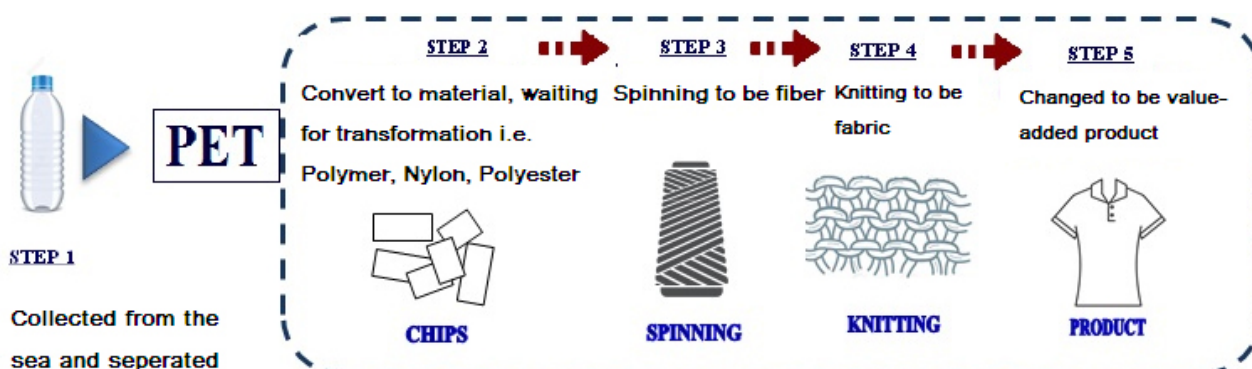 STEP 1
Collected from the
sea and seperated
PET
STEP 2
Convert to material, waiting
for transformation i.e.
Polymer, Nylon, Polyester
CHIPS
STEP 3
Spinning to be fiber
SPINNING
STEP 4
Knitting to be
fabric
KNITTING
STEP 5
Changed to be value-
added product
PRODUCT